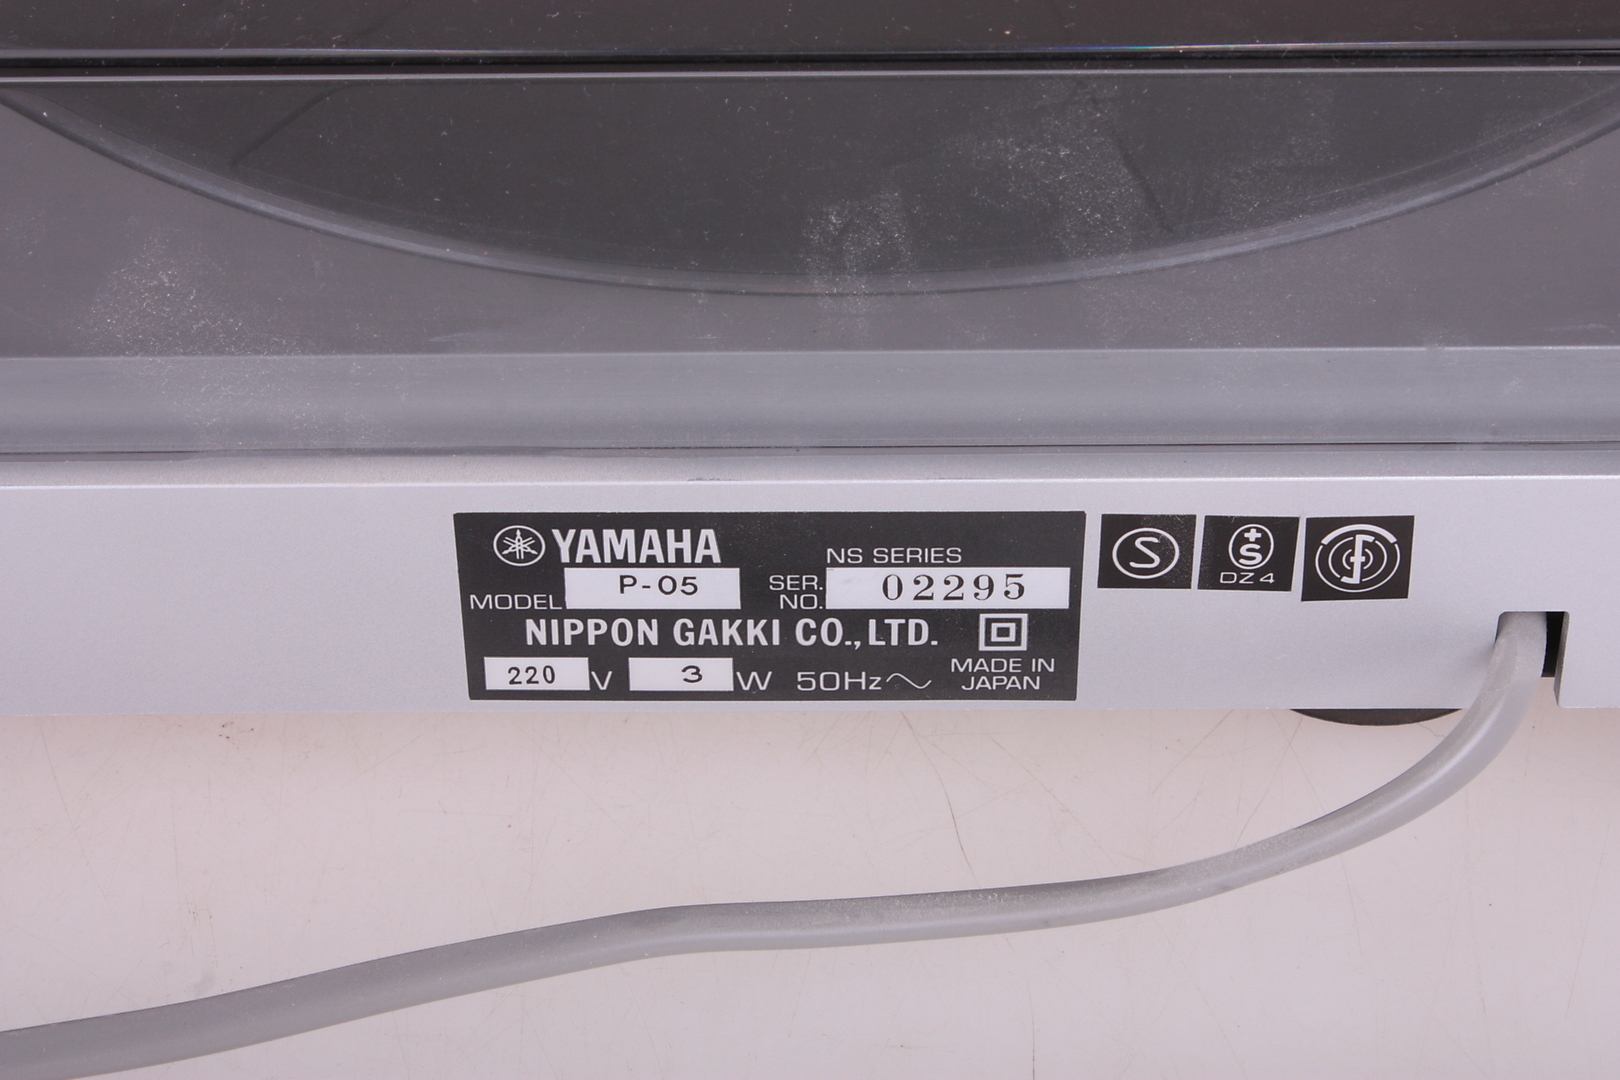 YAMAHA
NS SERIES
MODEL P-05
SER. NO. 02295
NIPPON GAKKI CO., LTD.
220 V 3 W 50Hz~
MADE IN
JAPAN
S
+S
DZ4